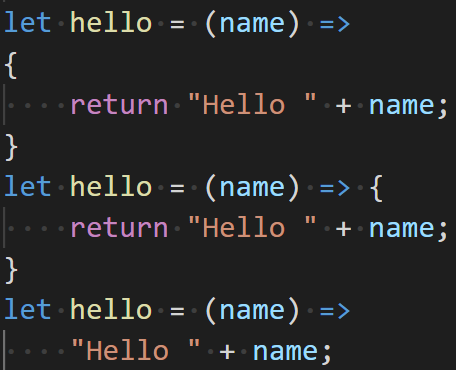 let hello = (name) =>
{
    return "Hello " + name;
}
let hello = (name) => {
    return "Hello " + name;
}
let hello = (name) =>
    "Hello " + name;